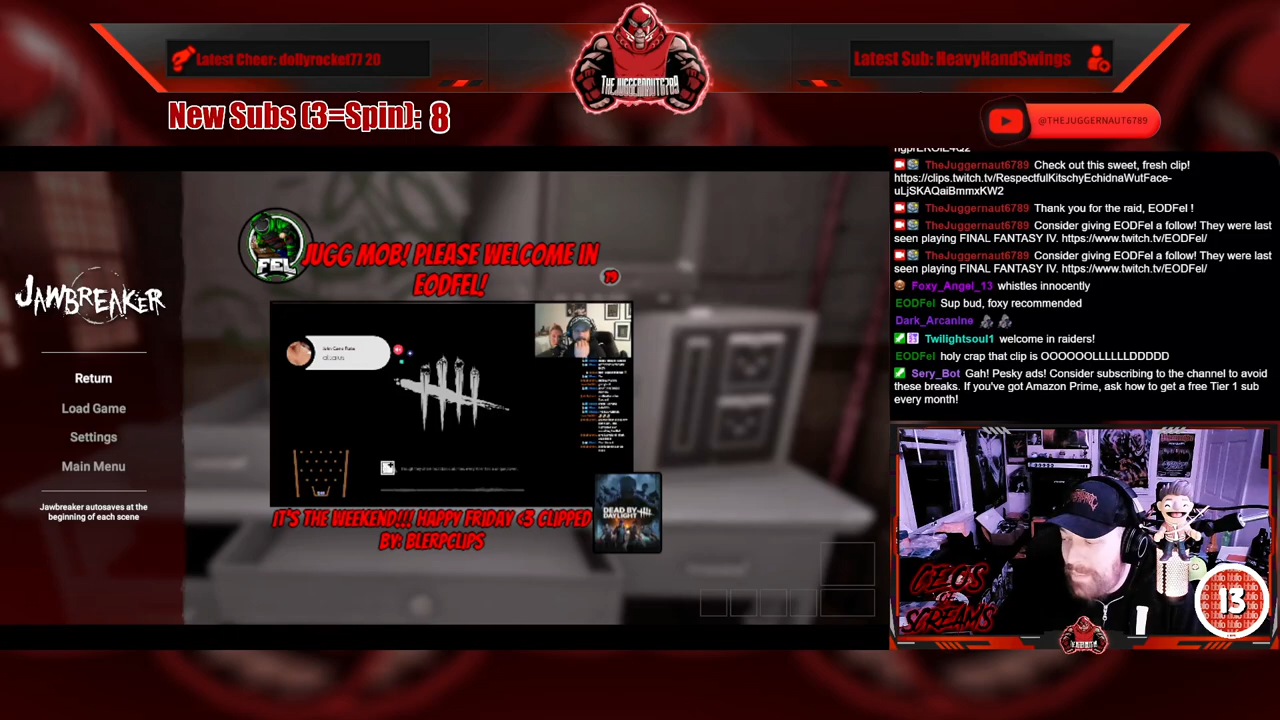 Latest Cheer: dollyrocket77 20
THEJUGGERNAUT6789
Latest Sub: HeavyHandSwings
New Subs (3=Spin): 8
@THEJUGGERNAUT6789
TheJuggernaut6789 Check out this sweet, fresh clip!
https://clips.twitch.tv/RespectfulKitschyEchidnaWutFace-
uLjSKAQaiBmmxKW2
TheJuggernaut6789 Thank you for the raid, EODFel !
TheJuggernaut6789 Consider giving EODFel a follow! They were last
seen playing FINAL FANTASY IV. https://www.twitch.tv/EODFel/
TheJuggernaut6789 Consider giving EODFel a follow! They were last
seen playing FINAL FANTASY IV. https://www.twitch.tv/EODFel/
Foxy_Angel_13 whistles innocently
EODFel Sup bud, foxy recommended
Dark_Arcanine
Twilightsoul1 welcome in raiders!
EODFel holy crap that clip is OOOOOOLLLLLLDDDDD
Sery_Bot Gah! Pesky ads! Consider subscribing to the channel to avoid
these breaks. If you've got Amazon Prime, ask how to get a free Tier 1 sub
every month!
JAWBREAKER
Return
Load Game
Settings
Main Menu
Jawbreaker autosaves at the
beginning of each scene
FEL
JUGG MOB! PLEASE WELCOME IN
EODFEL!
19
DEAD BY
DAYLIGHT
IT'S THE WEEKEND!!! HAPPY FRIDAY <3 CLIPPED
BY: BLERPCLIPS
13